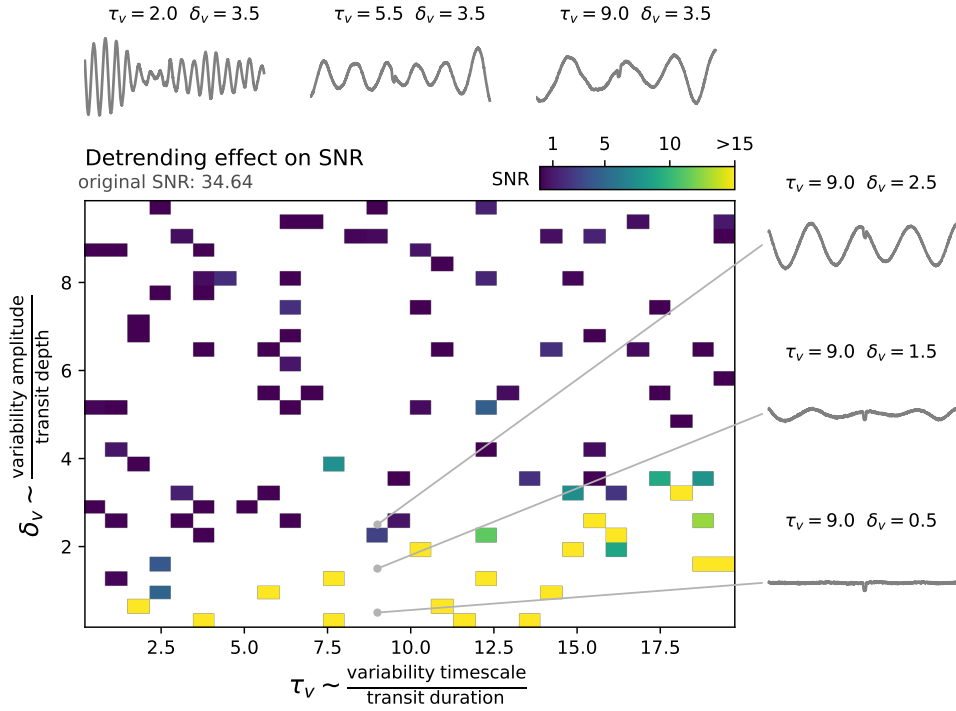 τᵥ = 2.0 δᵥ = 3.5
τᵥ = 5.5 δᵥ = 3.5
τᵥ = 9.0 δᵥ = 3.5
Detrending effect on SNR
original SNR: 34.64
SNR
1 5 10 >15
τᵥ = 9.0 δᵥ = 2.5
τᵥ = 9.0 δᵥ = 1.5
τᵥ = 9.0 δᵥ = 0.5
8
6
4
2
δᵥ ~ variability amplitude
transit depth
2.5 5.0 7.5 10.0 12.5 15.0 17.5
τᵥ ~ variability timescale
transit duration